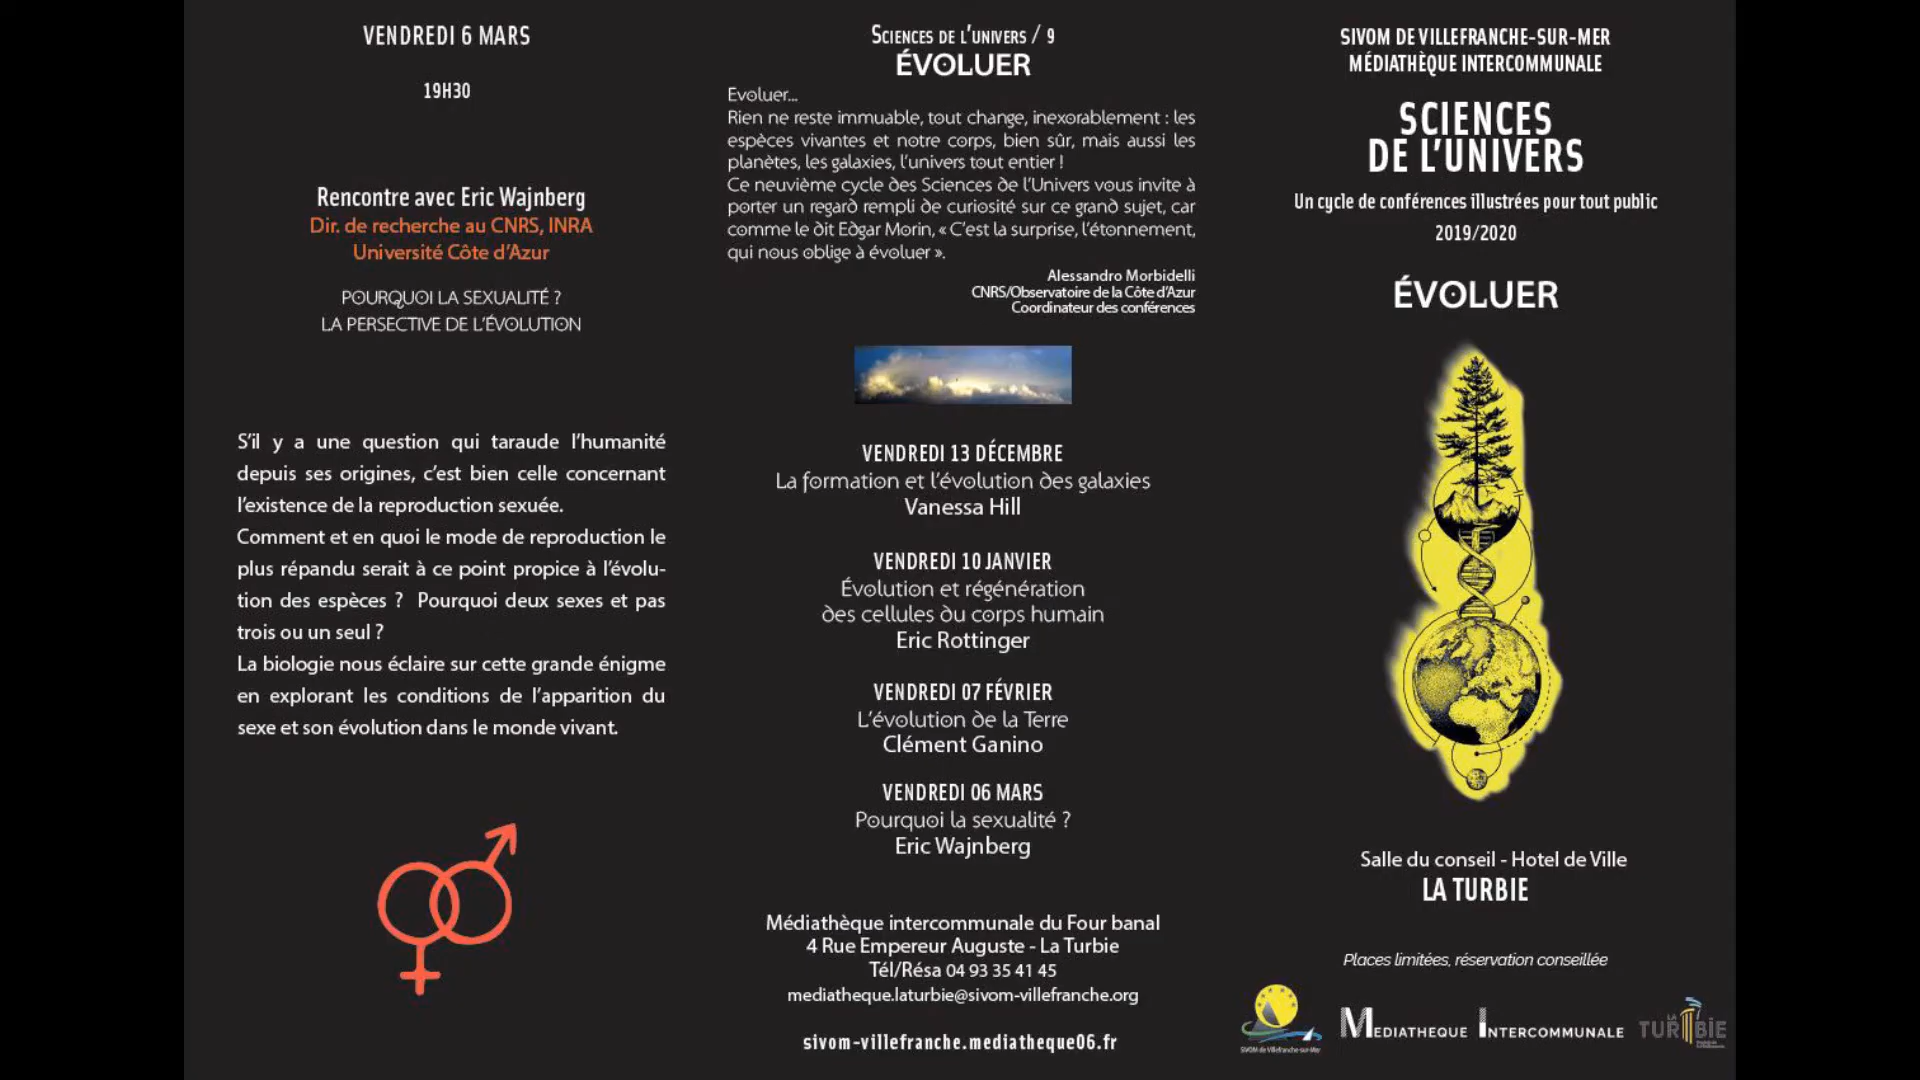 VENDREDI 6 MARS
19H30
Rencontre avec Eric Wajnberg
Dir. de recherche au CNRS, INRA
Université Côte d'Azur
POURQUOI LA SEXUALITÉ ?
LA PERSECTIVE DE L'ÉVOLUTION
S'il y a une question qui taraude l'humanité
depuis ses origines, c'est bien celle concernant
l'existence de la reproduction sexuée.
Comment et en quoi le mode de reproduction le
plus répandu serait à ce point propice à l'évolu-
tion des espèces ? Pourquoi deux sexes et pas
trois ou un seul ?
La biologie nous éclaire sur cette grande énigme
en explorant les conditions de l'apparition du
sexe et son évolution dans le monde vivant.
SCIENCES DE L'UNIVERS / 9
ÉVOLUER
Evoluer...
Rien ne reste immuable, tout change, inexorablement : les
espèces vivantes et notre corps, bien sûr, mais aussi les
planètes, les galaxies, l'univers tout entier !
Ce neuvième cycle des Sciences de l'Univers vous invite à
porter un regard rempli de curiosité sur ce grand sujet, car
comme le dit Edgar Morin, « C'est la surprise, l'étonnement,
qui nous oblige à évoluer ».
Alessandro Morbidelli
CNRS/Observatoire de la Côte d'Azur
Coordinateur des conférences
VENDREDI 13 DÉCEMBRE
La formation et l'évolution des galaxies
Vanessa Hill
VENDREDI 10 JANVIER
Évolution et régénération
des cellules du corps humain
Eric Rottinger
VENDREDI 07 FÉVRIER
L'évolution de la Terre
Clément Ganino
VENDREDI 06 MARS
Pourquoi la sexualité ?
Eric Wajnberg
Médiathèque intercommunale du Four banal
4 Rue Empereur Auguste - La Turbie
Tél/Résa 04 93 35 41 45
mediatheque.laturbie@sivom-villefranche.org
sivom-villefranche.mediatheque06.fr
SIVOM DE VILLEFRANCHE-SUR-MER
MÉDIATHÈQUE INTERCOMMUNALE
SCIENCES
DE L'UNIVERS
Un cycle de conférences illustrées pour tout public
2019/2020
ÉVOLUER
Salle du conseil - Hotel de Ville
LA TURBIE
Places limitées, réservation conseillée
SIVOM de Villefranche-sur-Mer
MEDIATHEQUE INTERCOMMUNALE
LA
TURBIE